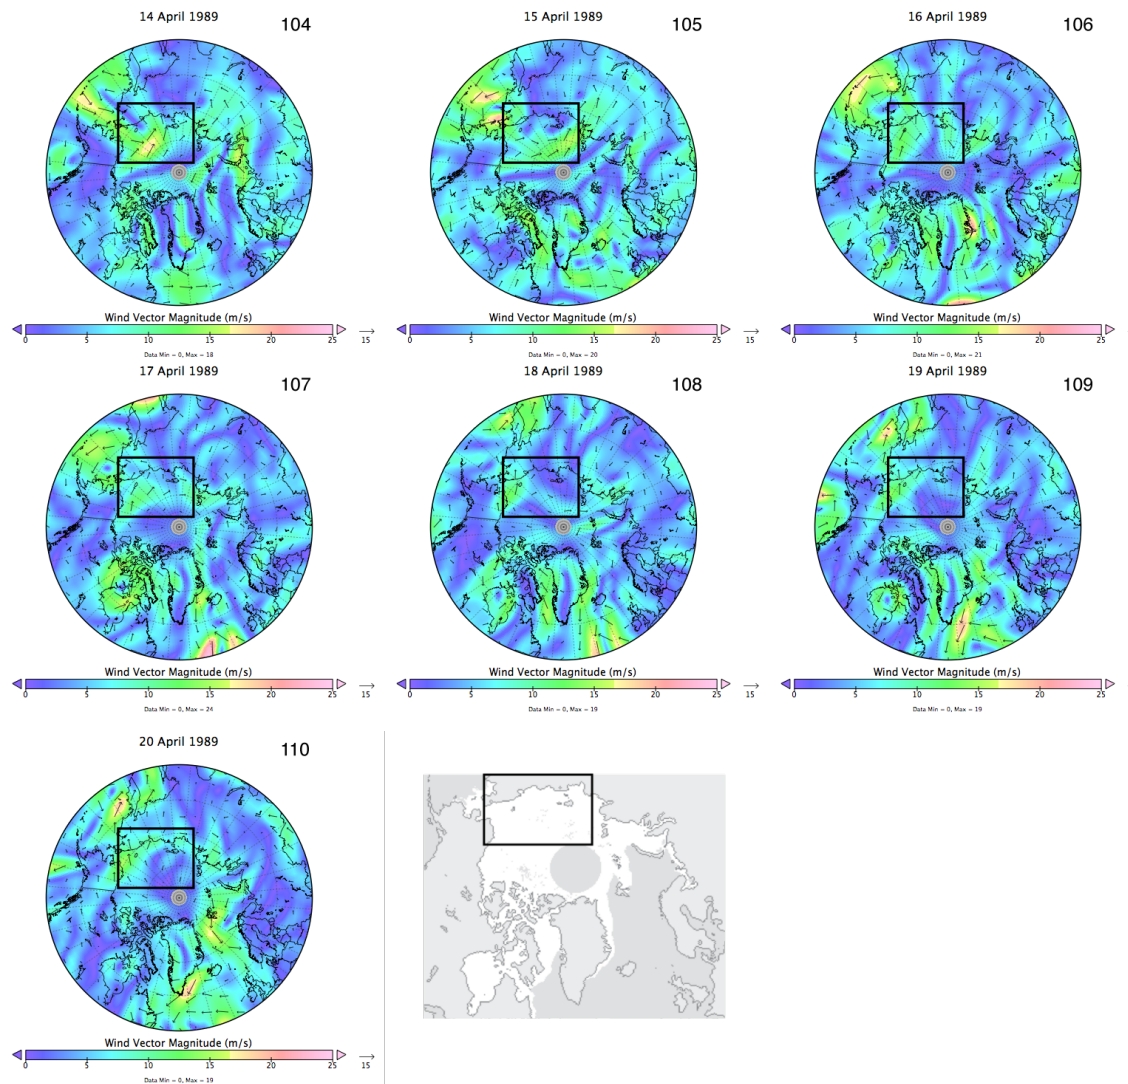 14 April 1989
104
15 April 1989
105
16 April 1989
106
Wind Vector Magnitude (m/s)
0 5 10 15 20 25 15
Data Min = 0, Max = 18
Wind Vector Magnitude (m/s)
0 5 10 15 20 25 15
Data Min = 0, Max = 20
Wind Vector Magnitude (m/s)
0 5 10 15 20 25
Data Min = 0, Max = 21
17 April 1989
107
18 April 1989
108
19 April 1989
109
Wind Vector Magnitude (m/s)
0 5 10 15 20 25 15
Data Min = 0, Max = 24
Wind Vector Magnitude (m/s)
0 5 10 15 20 25 15
Data Min = 0, Max = 19
Wind Vector Magnitude (m/s)
0 5 10 15 20 25
Data Min = 0, Max = 19
20 April 1989
110
Wind Vector Magnitude (m/s)
0 5 10 15 20 25 15
Data Min = 0, Max = 19